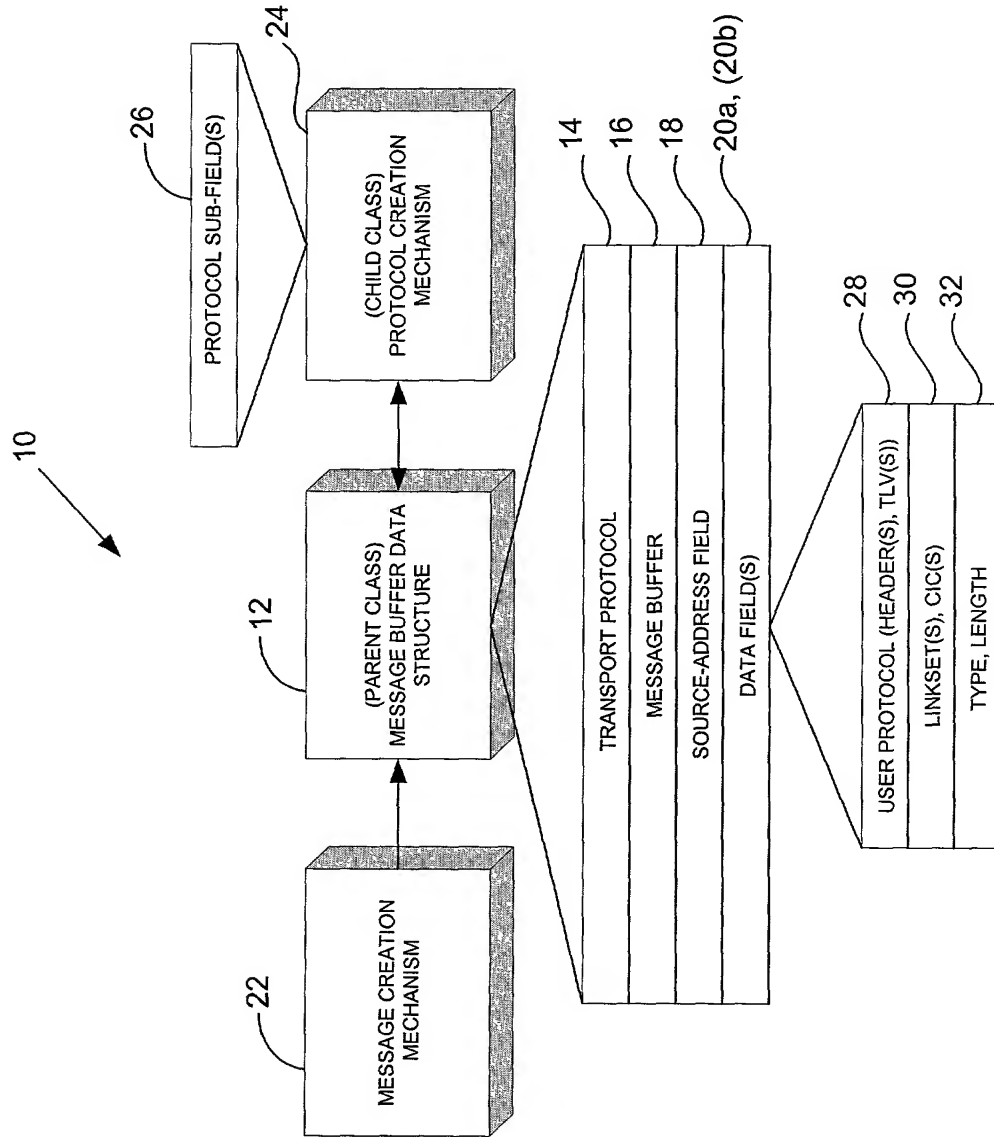 10
26
PROTOCOL SUB-FIELD(S)
22
MESSAGE CREATION
MECHANISM
12
(PARENT CLASS)
MESSAGE BUFFER DATA
STRUCTURE
24
(CHILD CLASS)
PROTOCOL CREATION
MECHANISM
TRANSPORT PROTOCOL
14
MESSAGE BUFFER
16
SOURCE-ADDRESS FIELD
18
DATA FIELD(S)
20a, (20b)
USER PROTOCOL (HEADER(S), TLV(S))
28
LINKSET(S), CIC(S)
30
TYPE, LENGTH
32